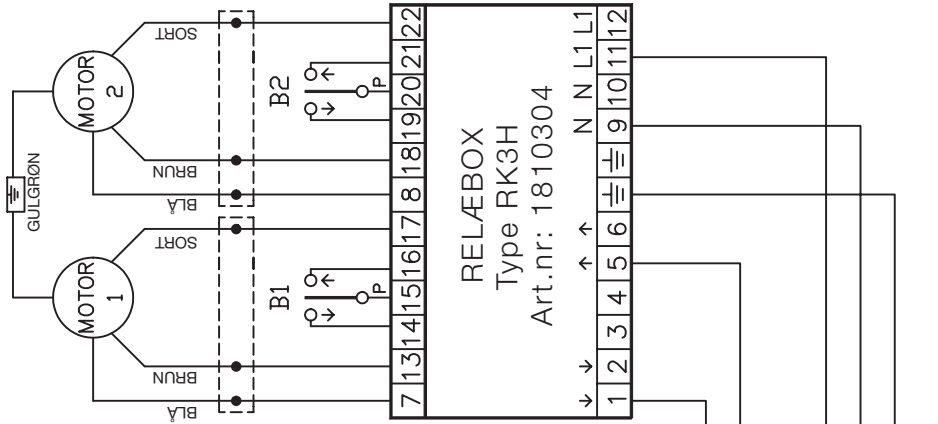 SORT
MOTOR
2
GULGRØN
BRUN
BLÅ
SORT
MOTOR
1
BRUN
BLÅ
B2
P
B1
P
22
21
20
19
18
8
17
16
15
14
13
7
RELÆBOX
Type RK3H
Art.nr: 1810304
L1 L1
N N
↑ ↑
↓ ↓
12
11
10
9
6
5
4
3
2
1